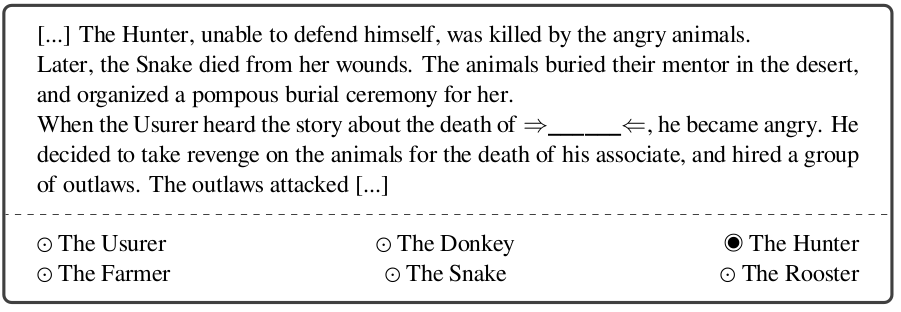 [...] The Hunter, unable to defend himself, was killed by the angry animals.
Later, the Snake died from her wounds. The animals buried their mentor in the desert,
and organized a pompous burial ceremony for her.
When the Usurer heard the story about the death of ⇒______⇐, he became angry. He
decided to take revenge on the animals for the death of his associate, and hired a group
of outlaws. The outlaws attacked [...]
⊙ The Usurer ⊙ The Donkey ◉ The Hunter
⊙ The Farmer ⊙ The Snake ⊙ The Rooster